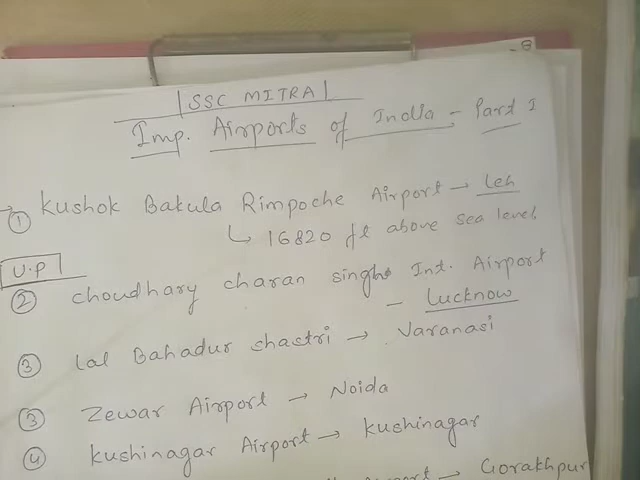 SSC MITRA
Imp. Airports of India - Part I
① Kushok Bakula Rimpoche Airport → Leh
↳ 16820 ft above sea level.
U.P
② Choudhary Charan Singh Int. Airport
- Lucknow
③ Lal Bahadur Shastri → Varanasi
③ Zewar Airport → Noida
④ Kushinagar Airport → Kushinagar
Airport → Gorakhpur